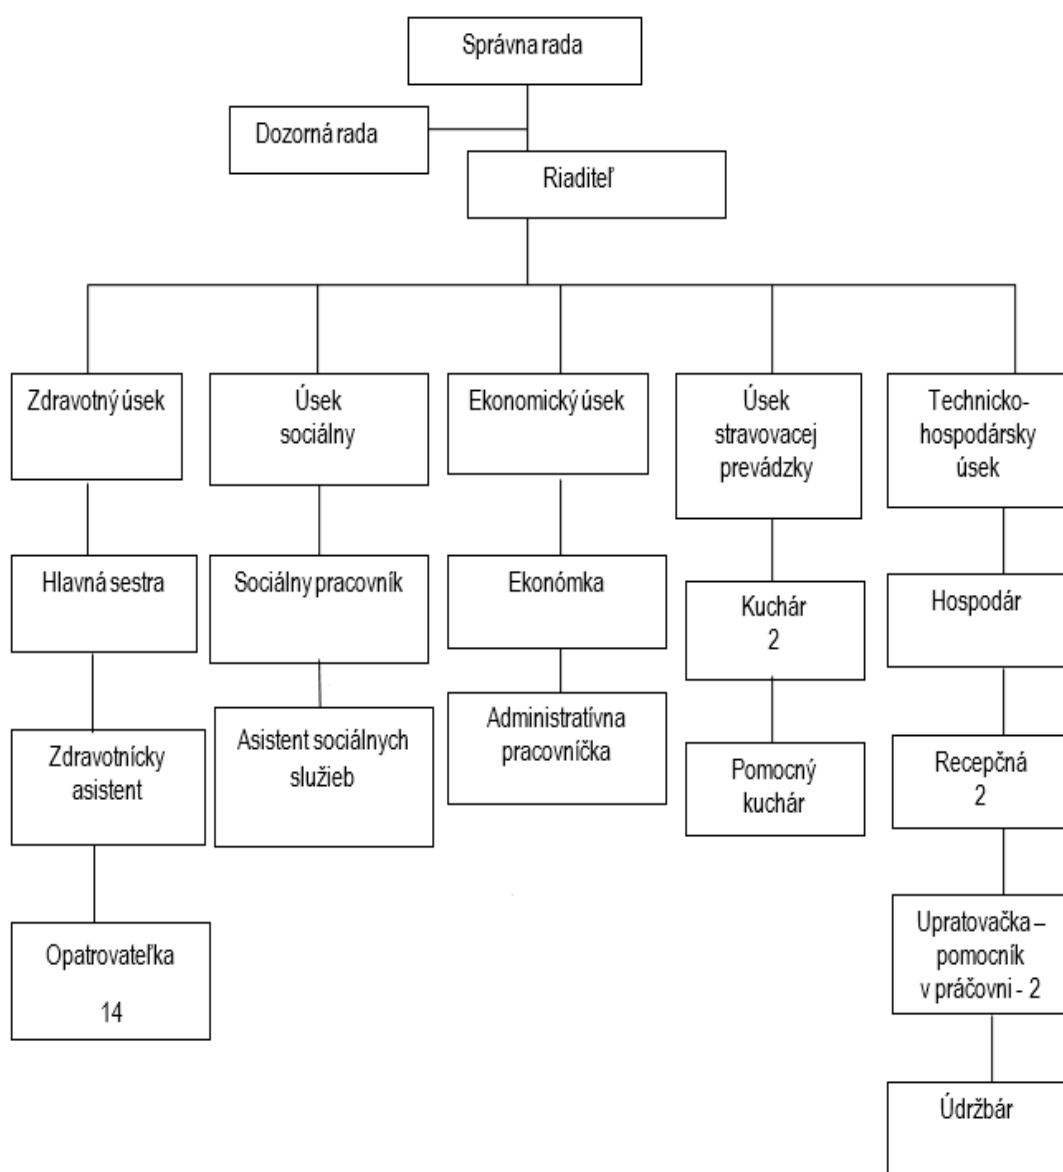 Správna rada
Dozorná rada
Riaditeľ
Zdravotný úsek
Úsek
sociálny
Ekonomický úsek
Úsek
stravovacej
prevádzky
Technicko-
hospodársky
úsek
Hlavná sestra
Sociálny pracovník
Ekonómka
Kuchár
2
Hospodár
Zdravotnícky
asistent
Asistent sociálnych
služieb
Administratívna
pracovníčka
Pomocný
kuchár
Recepčná
2
Opatrovateľka
14
Upratovačka –
pomocník
v práčovni - 2
Údržbár